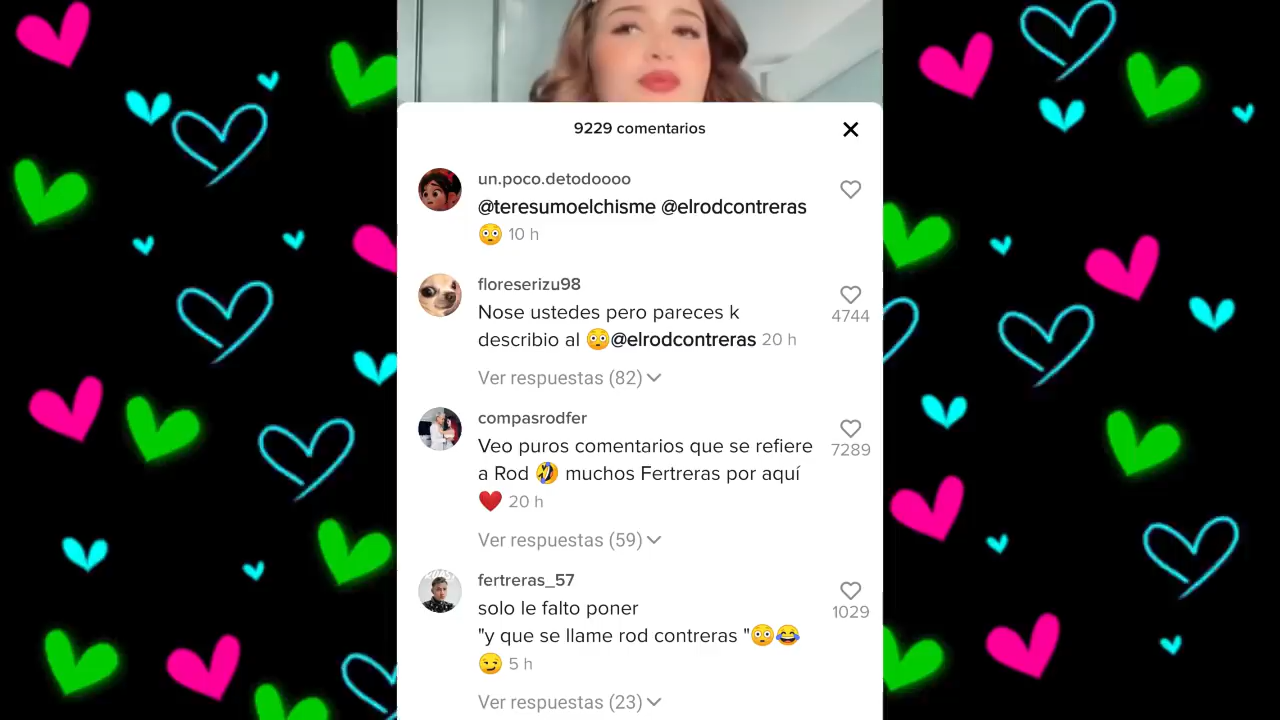 9229 comentarios
un.poco.detodoooo
@teresumoelchisme @elrodcontreras
😳 10 h
floreserizu98
Nose ustedes pero pareces k
describio al 😳@elrodcontreras 20 h
4744
Ver respuestas (82)
compasrodfer
Veo puros comentarios que se refiere
a Rod 🤣 muchos Fertreras por aquí
❤️ 20 h
7289
Ver respuestas (59)
fertreras_57
solo le falto poner
"y que se llame rod contreras "😳😂
😏 5 h
1029
Ver respuestas (23)